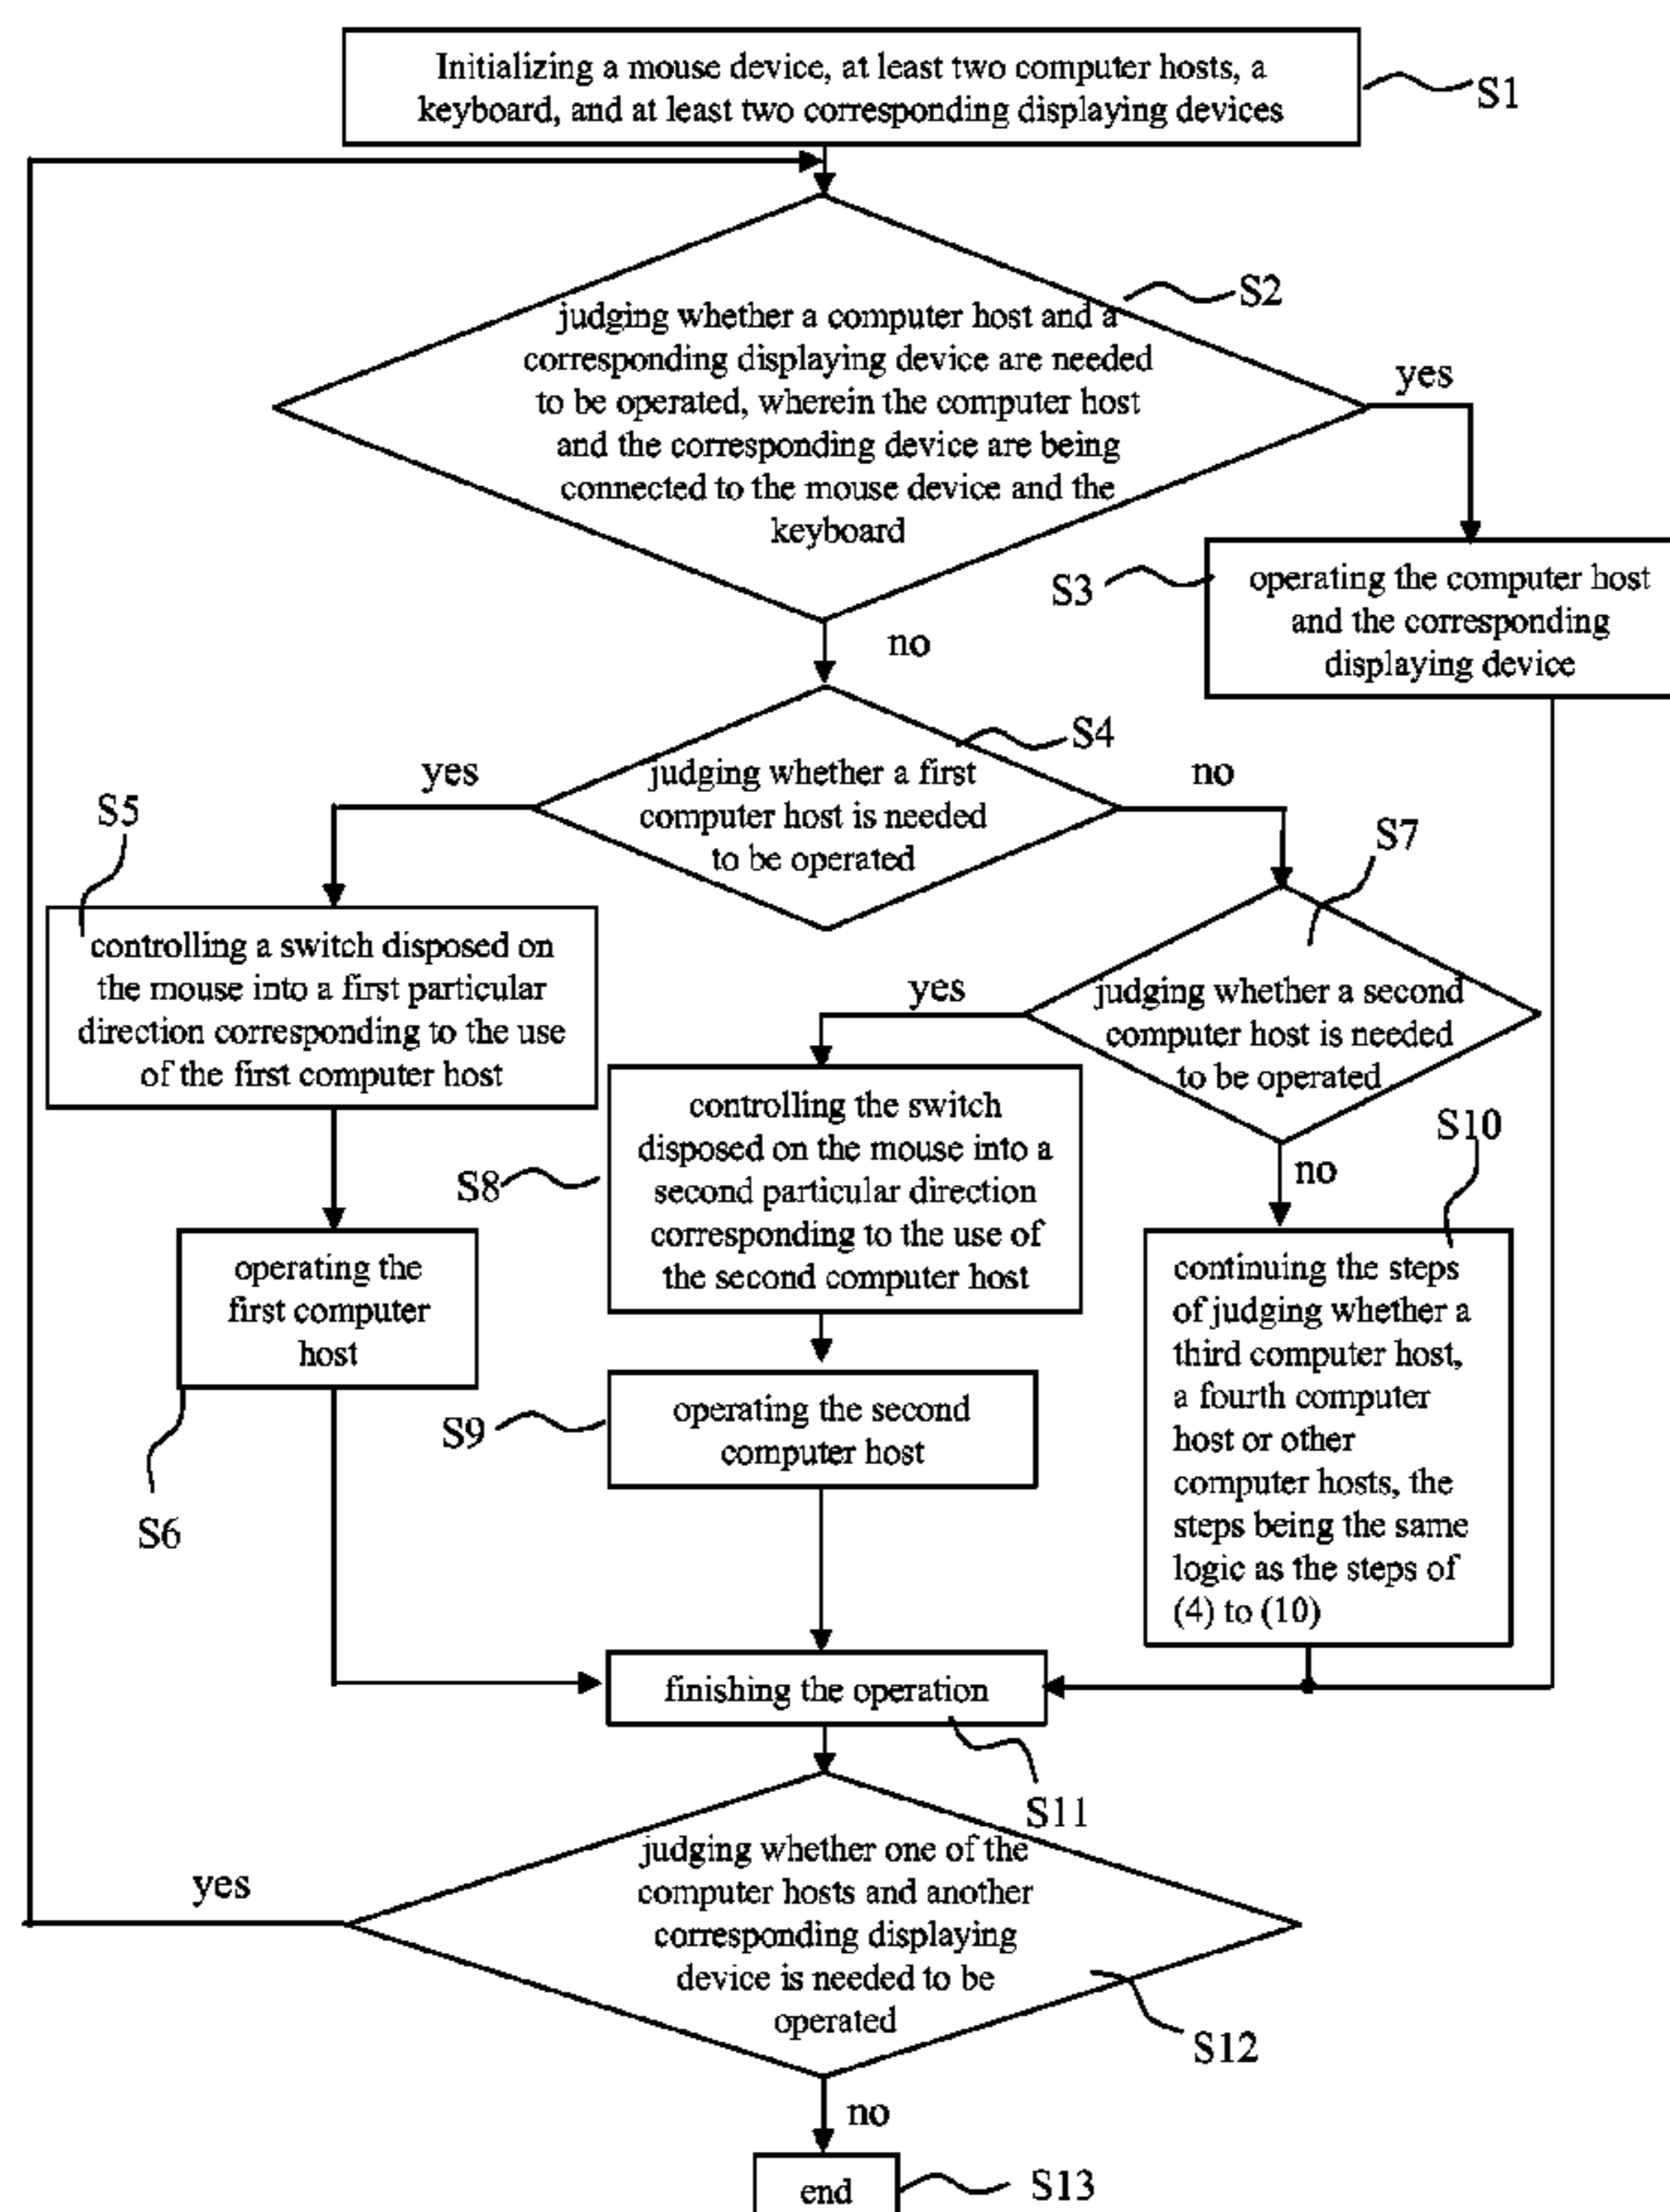 Initializing a mouse device, at least two computer hosts, a
keyboard, and at least two corresponding displaying devices
S1
S2
judging whether a computer host and a
corresponding displaying device are needed
to be operated, wherein the computer host
and the corresponding device are being
connected to the mouse device and the
keyboard
yes
no
S3
operating the computer host
and the corresponding
displaying device
S4
judging whether a first
computer host is needed
to be operated
yes
no
S5
controlling a switch disposed on
the mouse into a first particular
direction corresponding to the use
of the first computer host
S7
judging whether a second
computer host is needed
to be operated
yes
no
S8
controlling the switch
disposed on the mouse into a
second particular direction
corresponding to the use of
the second computer host
S10
continuing the steps
of judging whether a
third computer host,
a fourth computer
host or other
computer hosts, the
steps being the same
logic as the steps of
(4) to (10)
operating the
first computer
host
S6
S9
operating the second
computer host
finishing the operation
S11
judging whether one of the
computer hosts and another
corresponding displaying
device is needed to be
operated
yes
S12
no
end
S13